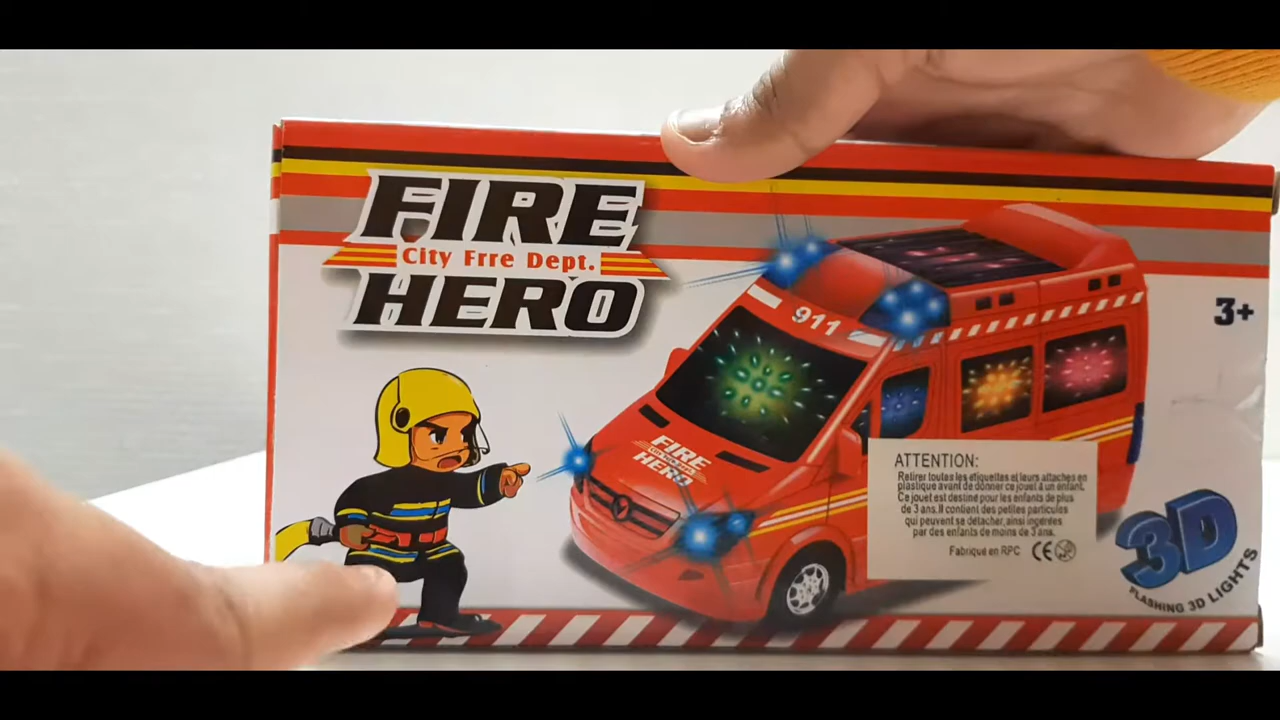 FIRE
City Frre Dept.
HERO
911
3+
FIRE
HERO
ATTENTION:
Retirer toutes les etiquettes et leurs attaches en
plastique avant de donner ce jouet a un enfant.
Ce jouet est destiné pour les enfants de plus
de 3 ans. Il contient des petites particules
qui peuvent se détacher, ainsi ingerées
par des enfants de moins de 3 ans.
Fabriqué en RPC CE
3D
FLASHING 3D LIGHTS